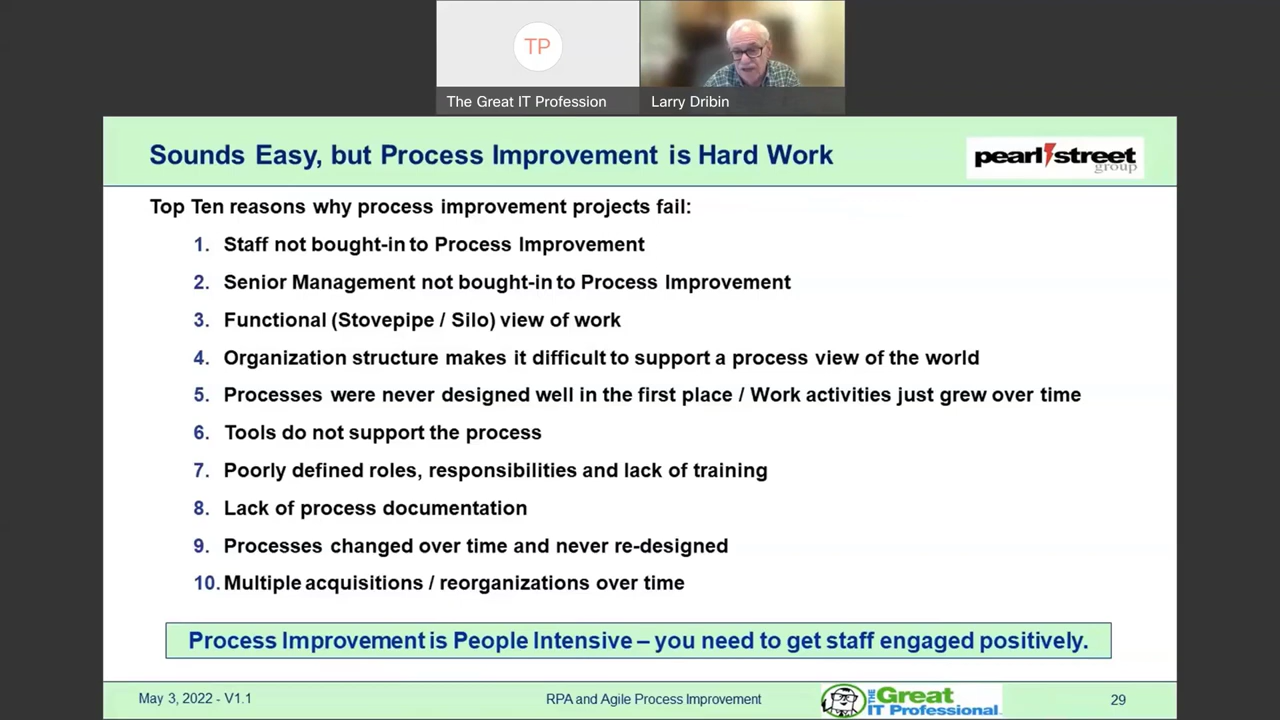 TP
The Great IT Profession
Larry Dribin
Sounds Easy, but Process Improvement is Hard Work
pearl street
group
Top Ten reasons why process improvement projects fail:
1. Staff not bought-in to Process Improvement
2. Senior Management not bought-in to Process Improvement
3. Functional (Stovepipe / Silo) view of work
4. Organization structure makes it difficult to support a process view of the world
5. Processes were never designed well in the first place / Work activities just grew over time
6. Tools do not support the process
7. Poorly defined roles, responsibilities and lack of training
8. Lack of process documentation
9. Processes changed over time and never re-designed
10. Multiple acquisitions / reorganizations over time
Process Improvement is People Intensive – you need to get staff engaged positively.
May 3, 2022 - V1.1
RPA and Agile Process Improvement
THE Great
IT Professional
29